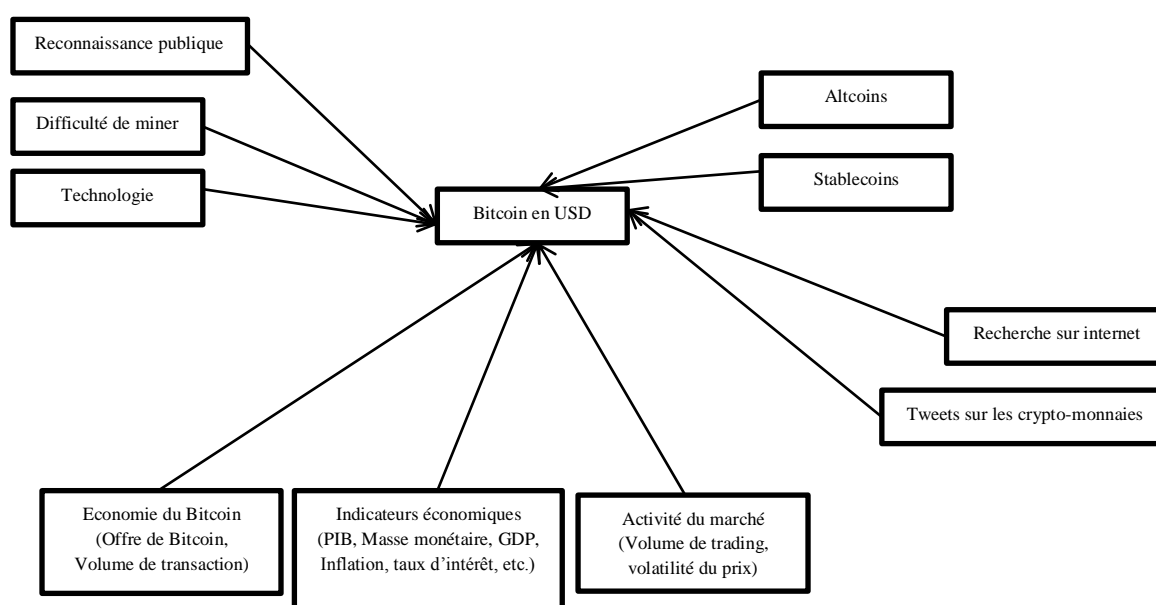 Reconnaissance publique
Altcoins
Difficulté de miner
Stablecoins
Technologie
Bitcoin en USD
Recherche sur internet
Tweets sur les crypto-monnaies
Economie du Bitcoin
(Offre de Bitcoin,
Volume de transaction)
Indicateurs économiques
(PIB, Masse monétaire, GDP,
Inflation, taux d’intérêt, etc.)
Activité du marché
(Volume de trading,
volatilité du prix)